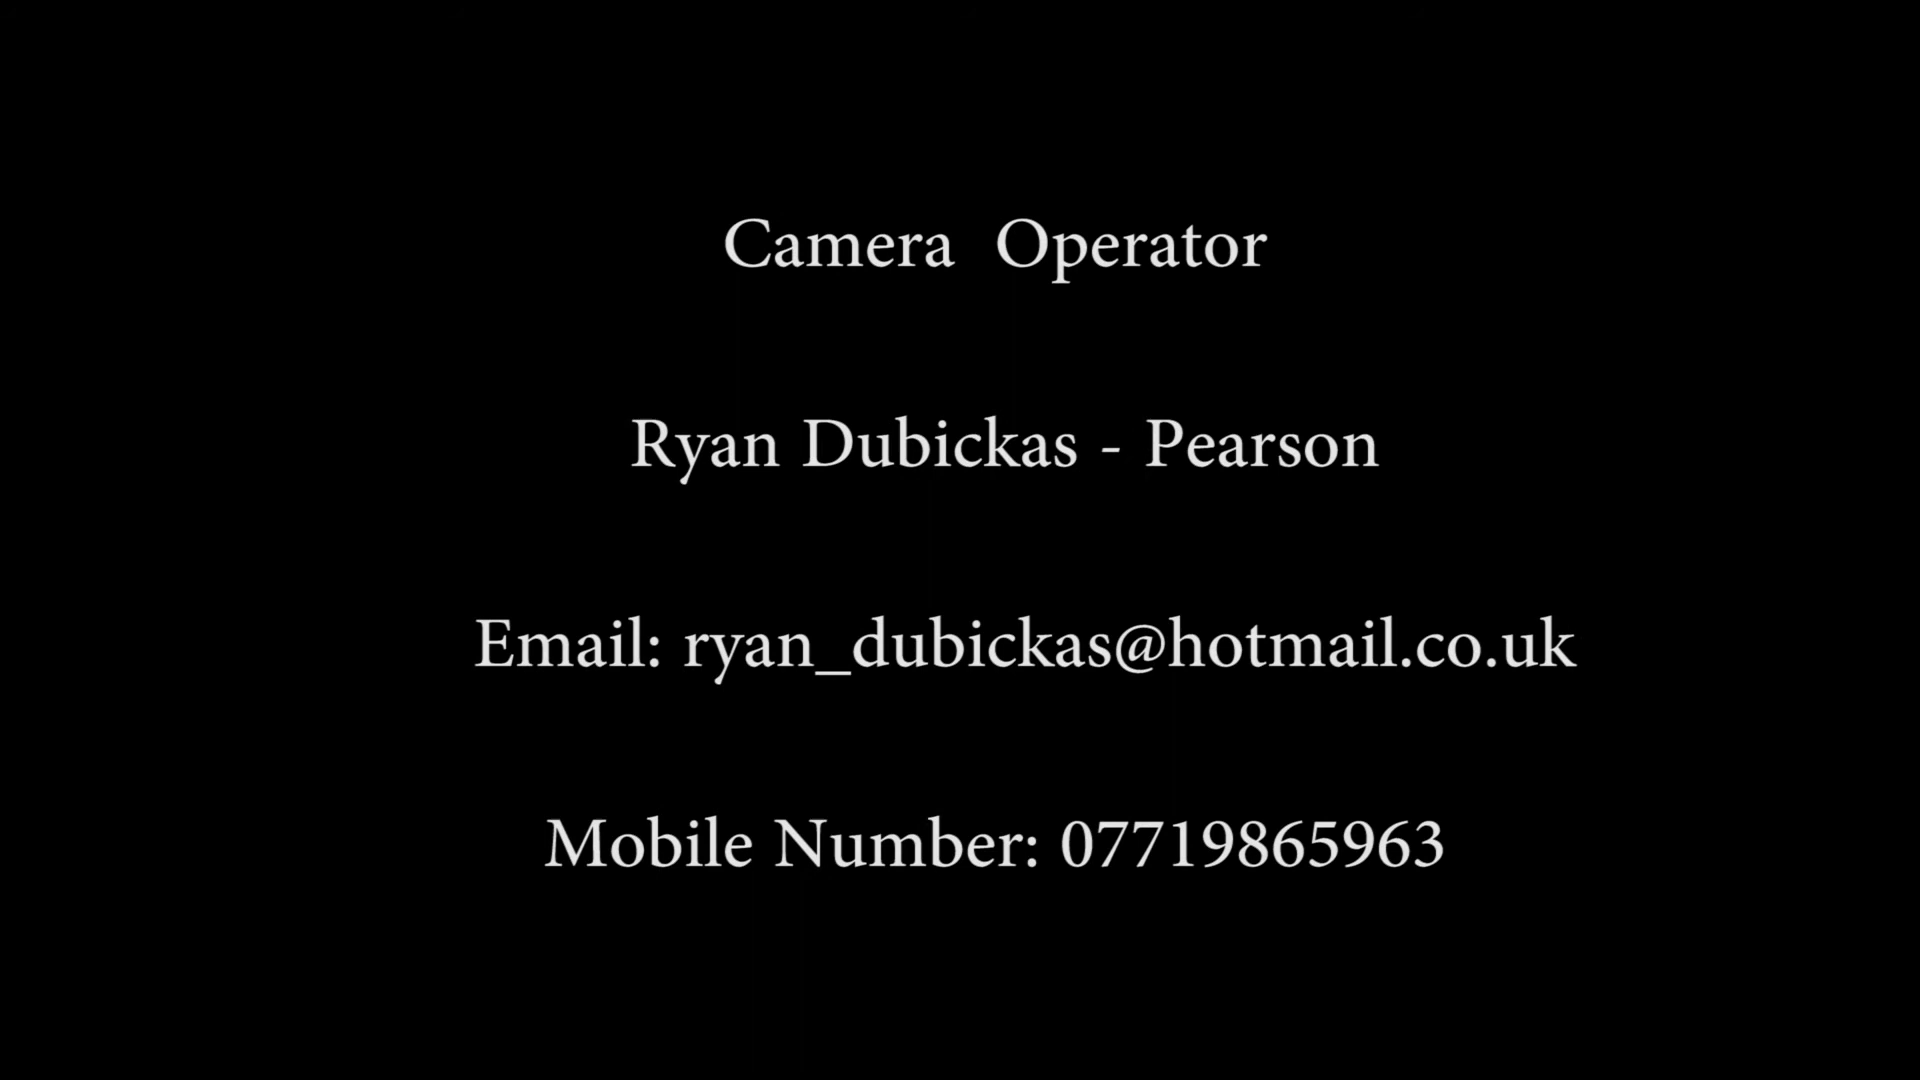 Camera  Operator
Ryan Dubickas - Pearson
Email: ryan_dubickas@hotmail.co.uk
Mobile Number: 07719865963